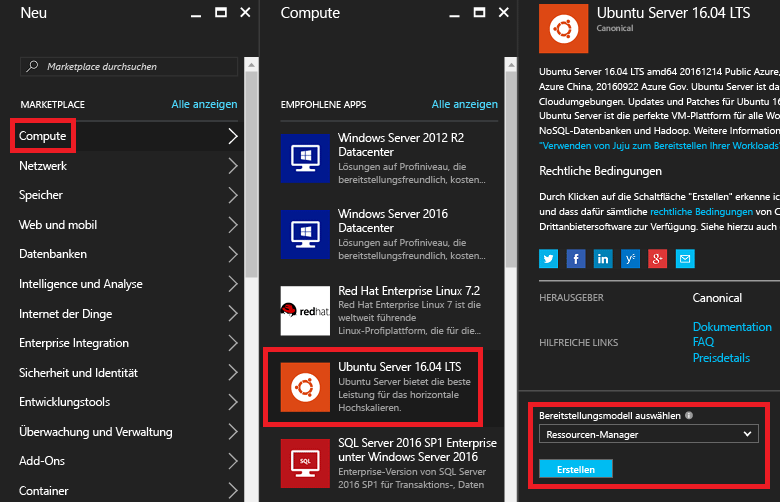 Neu
Marketplace durchsuchen
MARKETPLACE
Alle anzeigen
Compute
Netzwerk
Speicher
Web und mobil
Datenbanken
Intelligence und Analyse
Internet der Dinge
Enterprise Integration
Sicherheit und Identität
Entwicklungstools
Überwachung und Verwaltung
Add-Ons
Container
Compute
EMPFOHLENE APPS
Alle anzeigen
Windows Server 2012 R2
Datacenter
Lösungen auf Profiniveau, die
bereitstellungsfreundlich, kosten...
Windows Server 2016
Datacenter
Lösungen auf Profiniveau, die
bereitstellungsfreundlich, kosten...
redhat.
Red Hat Enterprise Linux 7.2
Red Hat Enterprise Linux 7 ist die
weltweit führende
Linux-Profiplattform, die für die...
Ubuntu Server 16.04 LTS
Ubuntu Server bietet die beste
Leistung für das horizontale
Hochskalieren.
SQL
SQL Server 2016 SP1 Enterprise
unter Windows Server 2016
Enterprise-Version von SQL Server
2016 SP1 für Transaktions-, Daten
Ubuntu Server 16.04 LTS
Canonical
Ubuntu Server 16.04 LTS amd64 20161214 Public Azure,
Azure China, 20160922 Azure Gov. Ubuntu Server ist da
Cloudumgebungen. Updates und Patches für Ubuntu 16
Ubuntu Server ist die perfekte VM-Plattform für alle Wo
NoSQL-Datenbanken und Hadoop. Weitere Information
"Verwenden von Juju zum Bereitstellen Ihrer Workloads"
Rechtliche Bedingungen
Durch Klicken auf die Schaltfläche "Erstellen" erkenne ic
und dass dafür sämtliche rechtliche Bedingungen von C
Drittanbietersoftware zur Verfügung. Siehe hierzu auch
HERAUSGEBER
Canonical
HILFREICHE LINKS
Dokumentation
FAQ
Preisdetails
Bereitstellungsmodell auswählen
Ressourcen-Manager
Erstellen